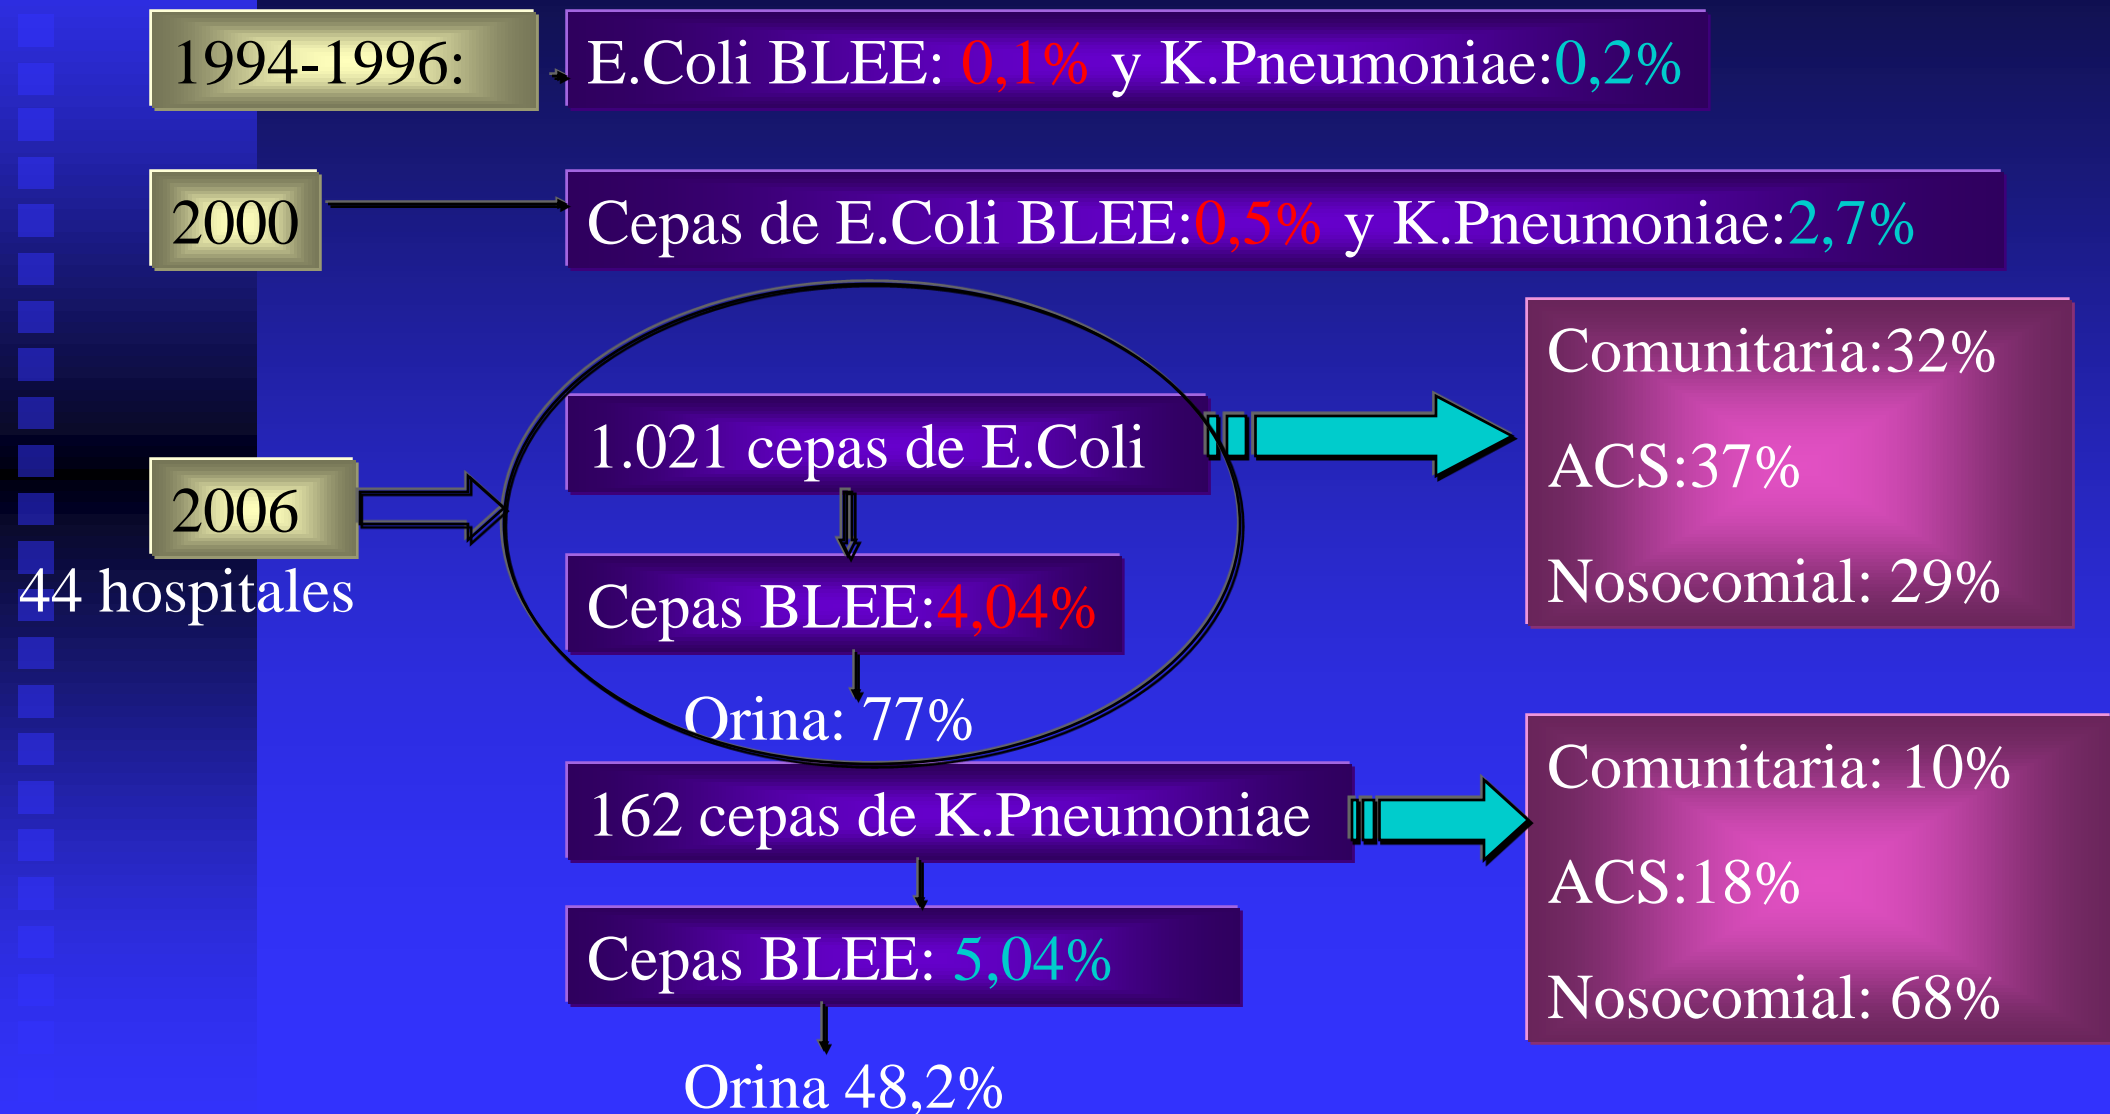 1994-1996:
E.Coli BLEE: 0,1% y K.Pneumoniae:0,2%
2000
Cepas de E.Coli BLEE:0,5% y K.Pneumoniae:2,7%
2006
44 hospitales
1.021 cepas de E.Coli
Cepas BLEE:4,04%
Orina: 77%
Comunitaria:32%
ACS:37%
Nosocomial: 29%
162 cepas de K.Pneumoniae
Cepas BLEE: 5,04%
Orina 48,2%
Comunitaria: 10%
ACS:18%
Nosocomial: 68%